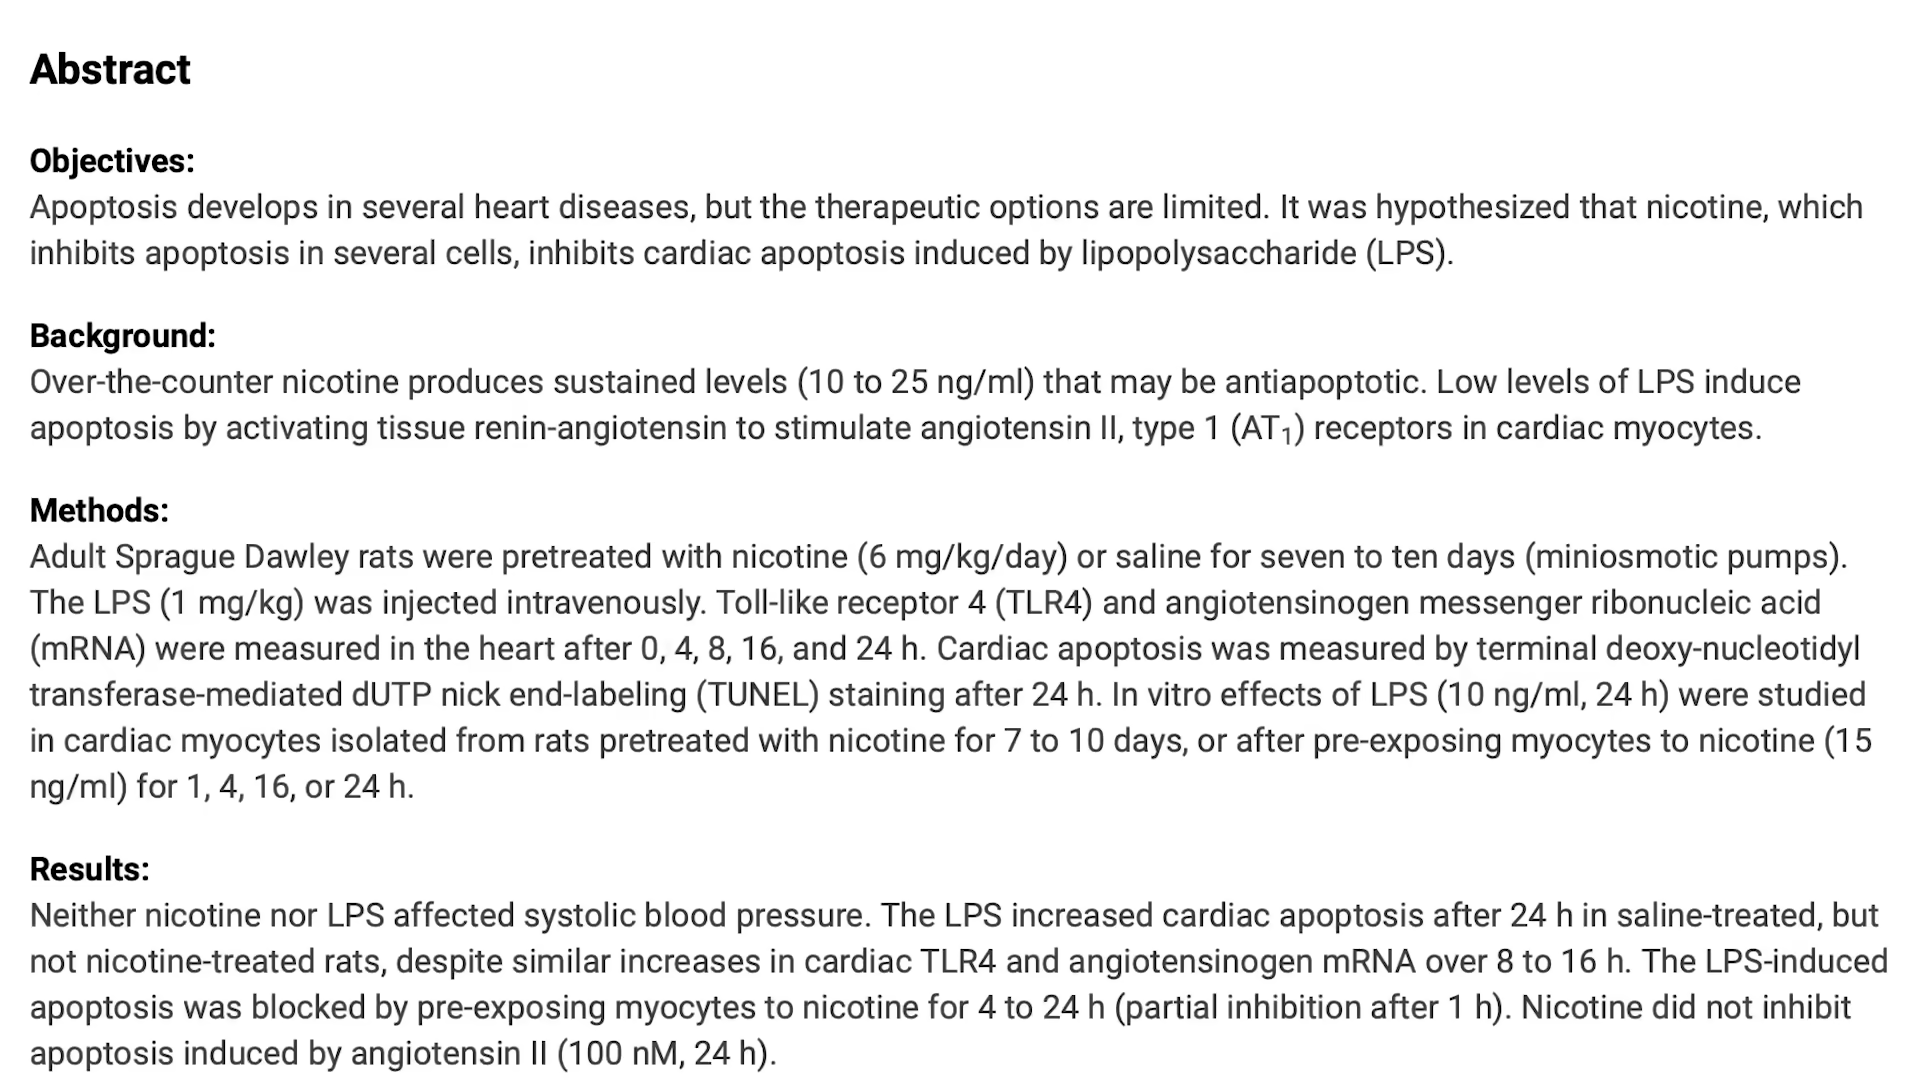 Abstract
Objectives:
Apoptosis develops in several heart diseases, but the therapeutic options are limited. It was hypothesized that nicotine, which
inhibits apoptosis in several cells, inhibits cardiac apoptosis induced by lipopolysaccharide (LPS).
Background:
Over-the-counter nicotine produces sustained levels (10 to 25 ng/ml) that may be antiapoptotic. Low levels of LPS induce
apoptosis by activating tissue renin-angiotensin to stimulate angiotensin II, type 1 (AT₁) receptors in cardiac myocytes.
Methods:
Adult Sprague Dawley rats were pretreated with nicotine (6 mg/kg/day) or saline for seven to ten days (miniosmotic pumps).
The LPS (1 mg/kg) was injected intravenously. Toll-like receptor 4 (TLR4) and angiotensinogen messenger ribonucleic acid
(mRNA) were measured in the heart after 0, 4, 8, 16, and 24 h. Cardiac apoptosis was measured by terminal deoxy-nucleotidyl
transferase-mediated dUTP nick end-labeling (TUNEL) staining after 24 h. In vitro effects of LPS (10 ng/ml, 24 h) were studied
in cardiac myocytes isolated from rats pretreated with nicotine for 7 to 10 days, or after pre-exposing myocytes to nicotine (15
ng/ml) for 1, 4, 16, or 24 h.
Results:
Neither nicotine nor LPS affected systolic blood pressure. The LPS increased cardiac apoptosis after 24 h in saline-treated, but
not nicotine-treated rats, despite similar increases in cardiac TLR4 and angiotensinogen mRNA over 8 to 16 h. The LPS-induced
apoptosis was blocked by pre-exposing myocytes to nicotine for 4 to 24 h (partial inhibition after 1 h). Nicotine did not inhibit
apoptosis induced by angiotensin II (100 nM, 24 h).